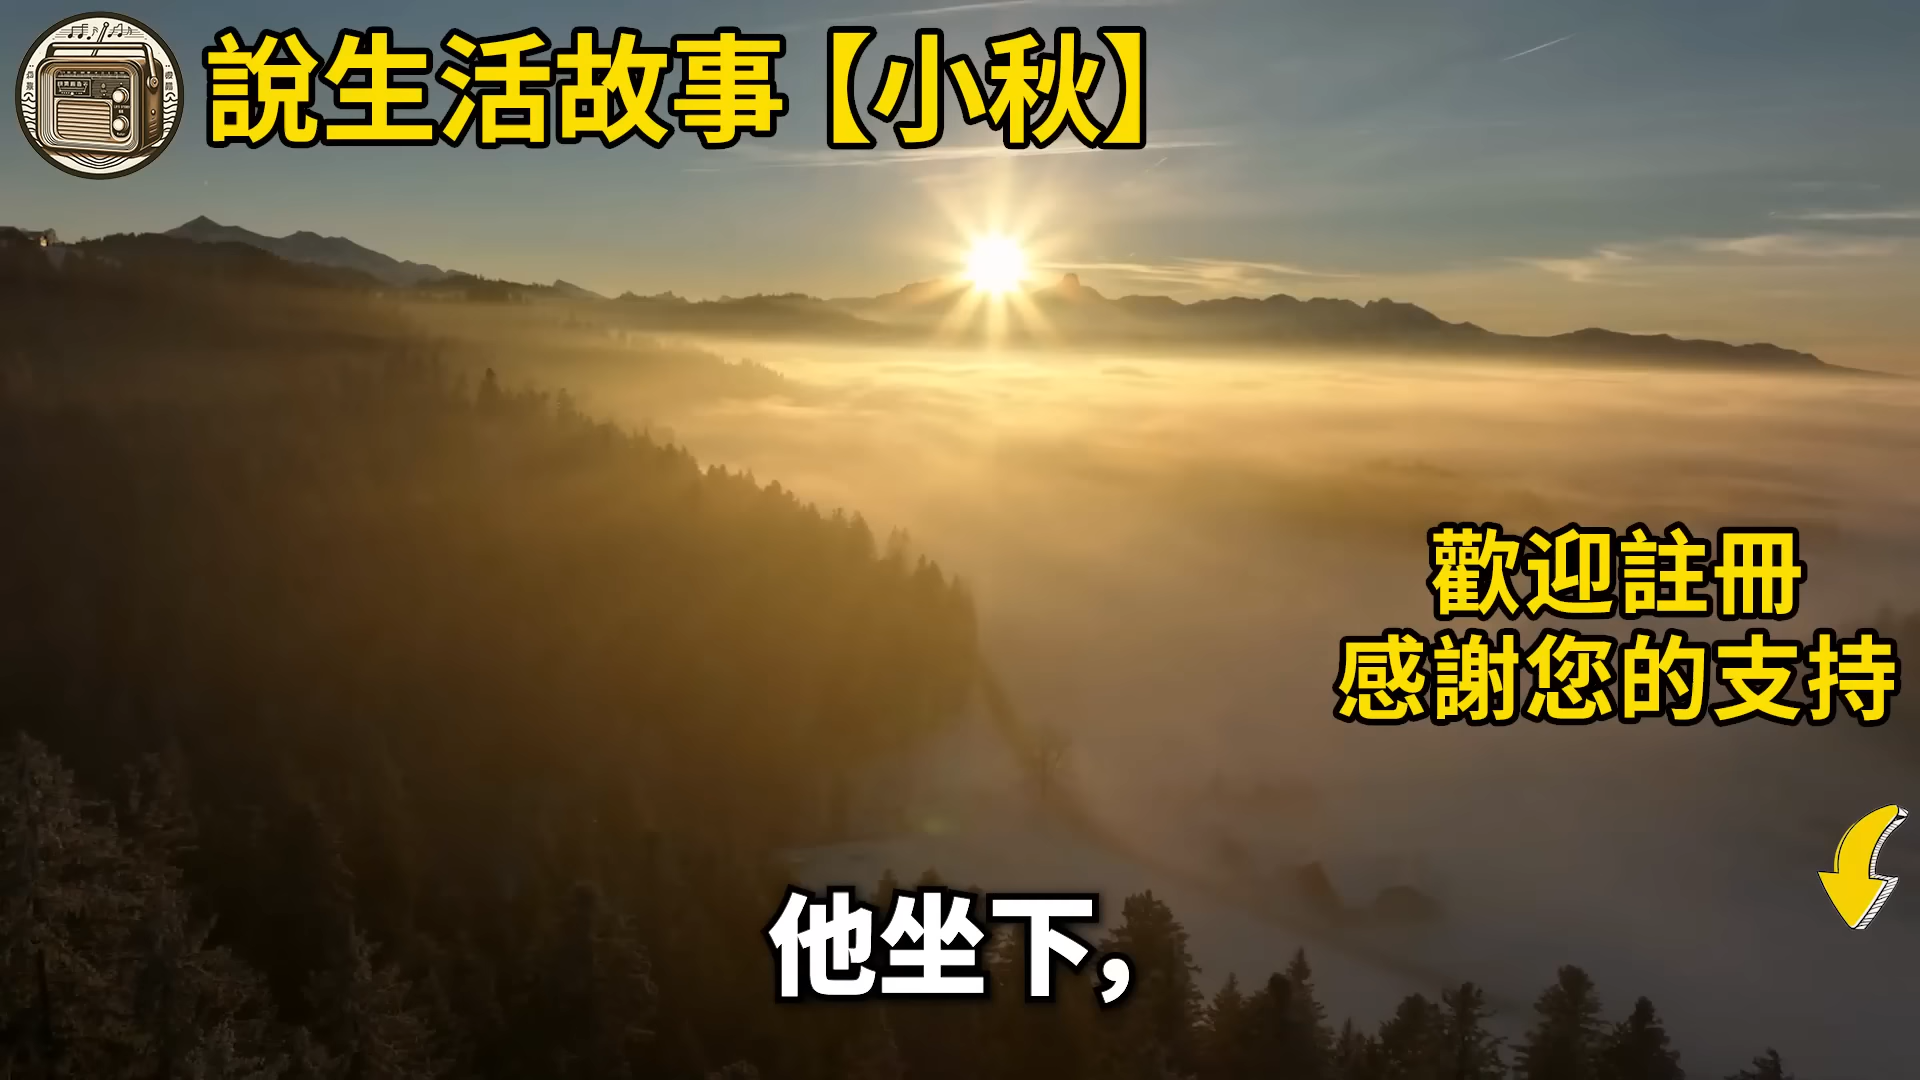 說生活故事【小秋】
歡迎註冊
感謝您的支持
他坐下,